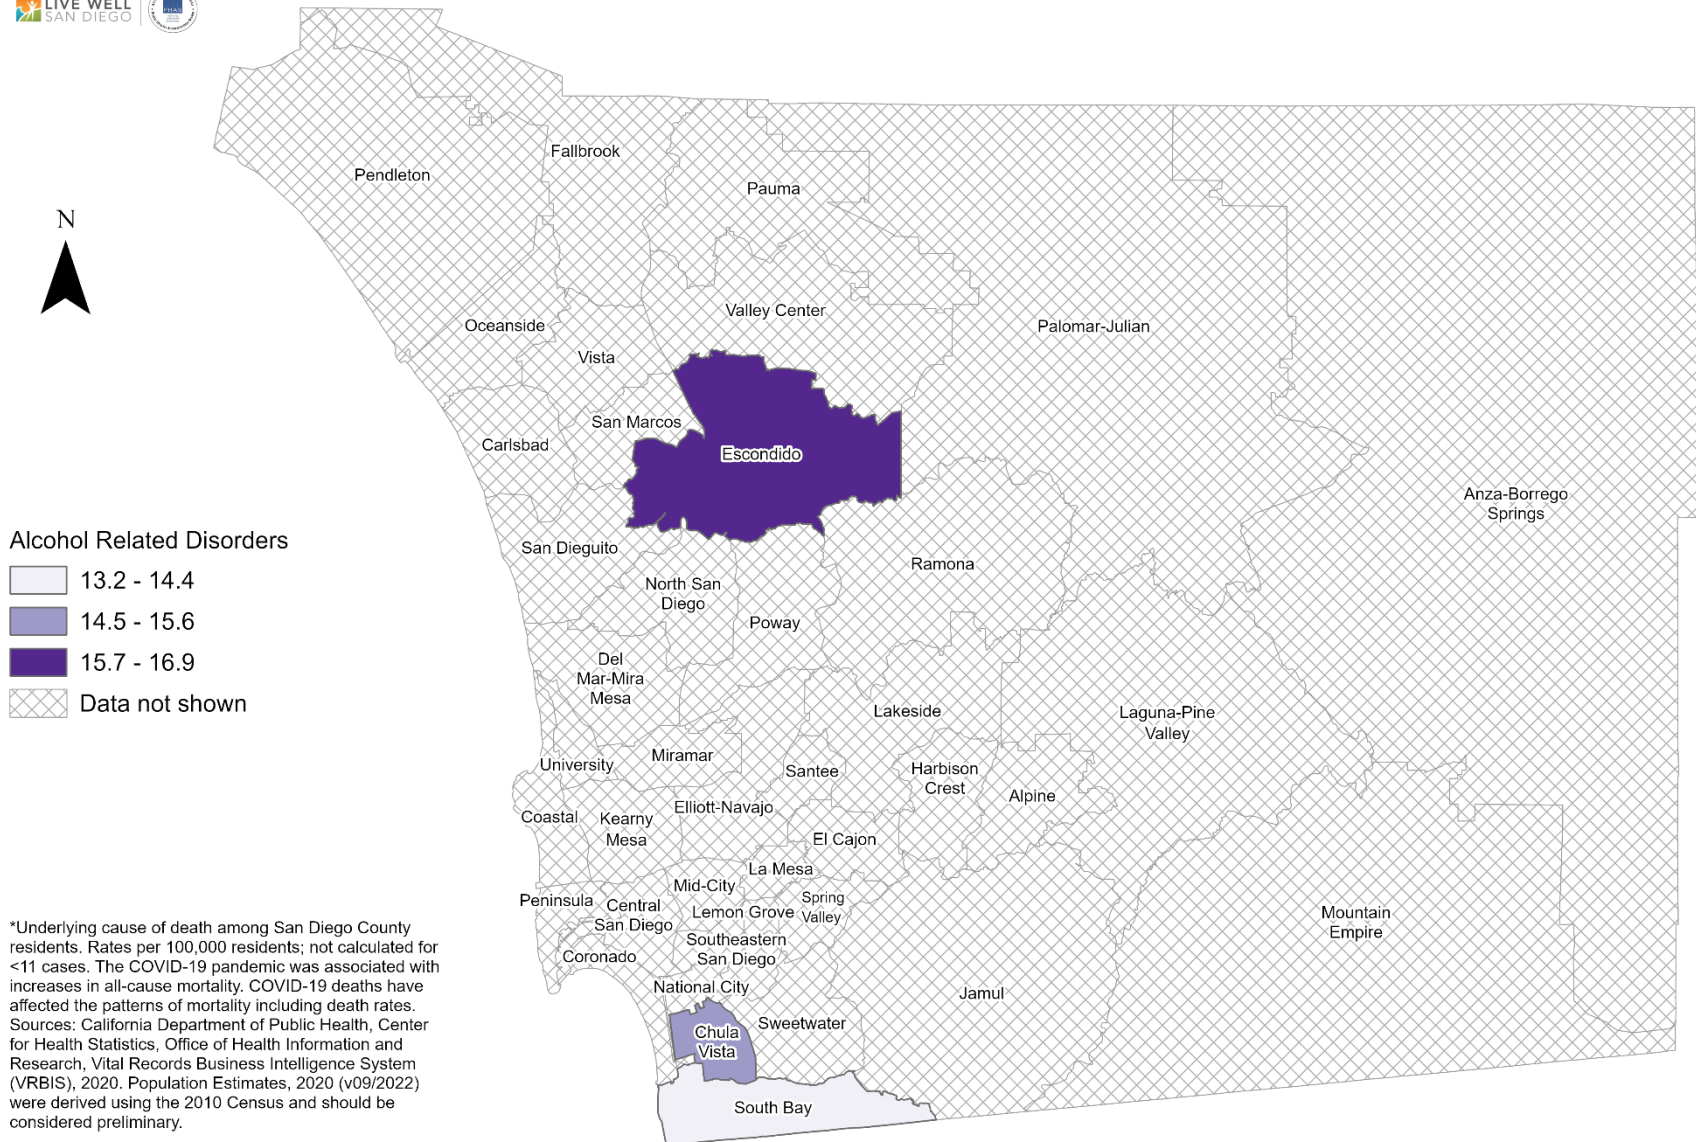 LIVE WELL
SAN DIEGO
PHAB
N
Pendleton
Fallbrook
Pauma
Oceanside
Vista
Valley Center
Palomar-Julian
San Marcos
Carlsbad
Escondido
Anza-Borrego
Springs
San Dieguito
North San
Diego
Poway
Ramona
Del
Mar-Mira
Mesa
Lakeside
Laguna-Pine
Valley
University
Miramar
Santee
Harbison
Crest
Alpine
Coastal
Kearny
Mesa
Elliott-Navajo
El Cajon
La Mesa
Mid-City
Peninsula
Central
San Diego
Lemon Grove
Spring
Valley
Southeastern
San Diego
Coronado
National City
Mountain
Empire
Jamul
Sweetwater
Chula
Vista
South Bay
Alcohol Related Disorders
13.2 - 14.4
14.5 - 15.6
15.7 - 16.9
Data not shown
*Underlying cause of death among San Diego County
residents. Rates per 100,000 residents; not calculated for
<11 cases. The COVID-19 pandemic was associated with
increases in all-cause mortality. COVID-19 deaths have
affected the patterns of mortality including death rates.
Sources: California Department of Public Health, Center
for Health Statistics, Office of Health Information and
Research, Vital Records Business Intelligence System
(VRBIS), 2020. Population Estimates, 2020 (v09/2022)
were derived using the 2010 Census and should be
considered preliminary.